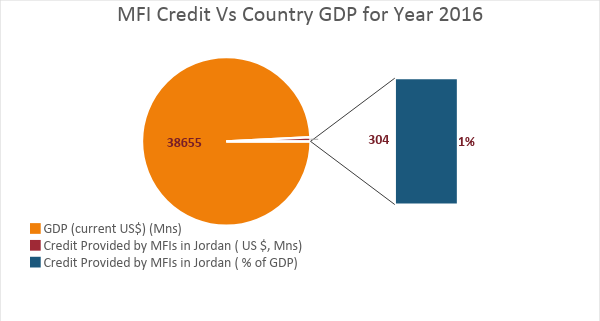 MFI Credit Vs Country GDP for Year 2016
38655
304
1%
GDP (current US$) (Mns)
Credit Provided by MFIs in Jordan ( US $, Mns)
Credit Provided by MFIs in Jordan ( % of GDP)